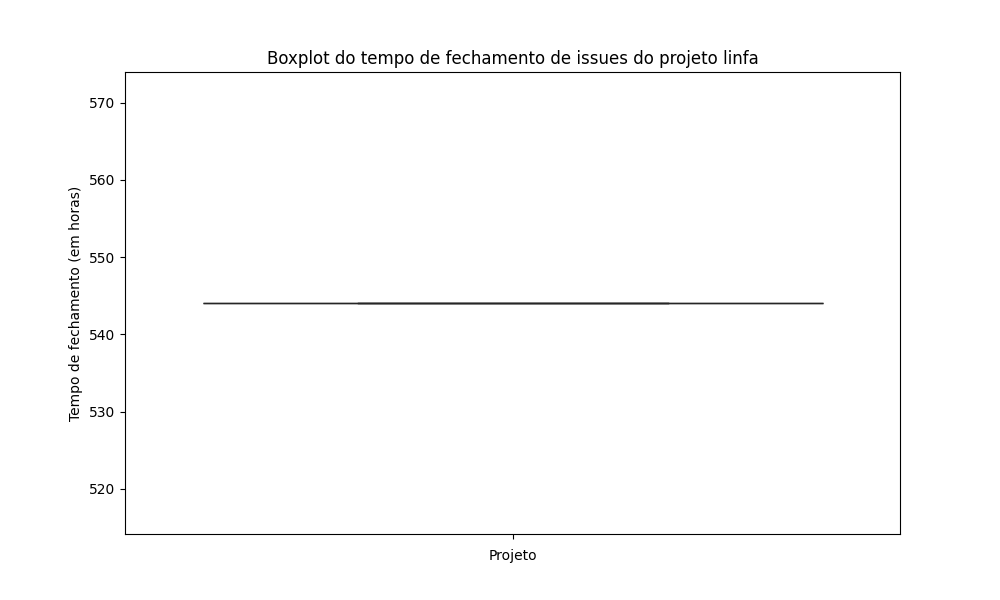 Boxplot do tempo de fechamento de issues do projeto linfa
Tempo de fechamento (em horas)
570
560
550
540
530
520
Projeto